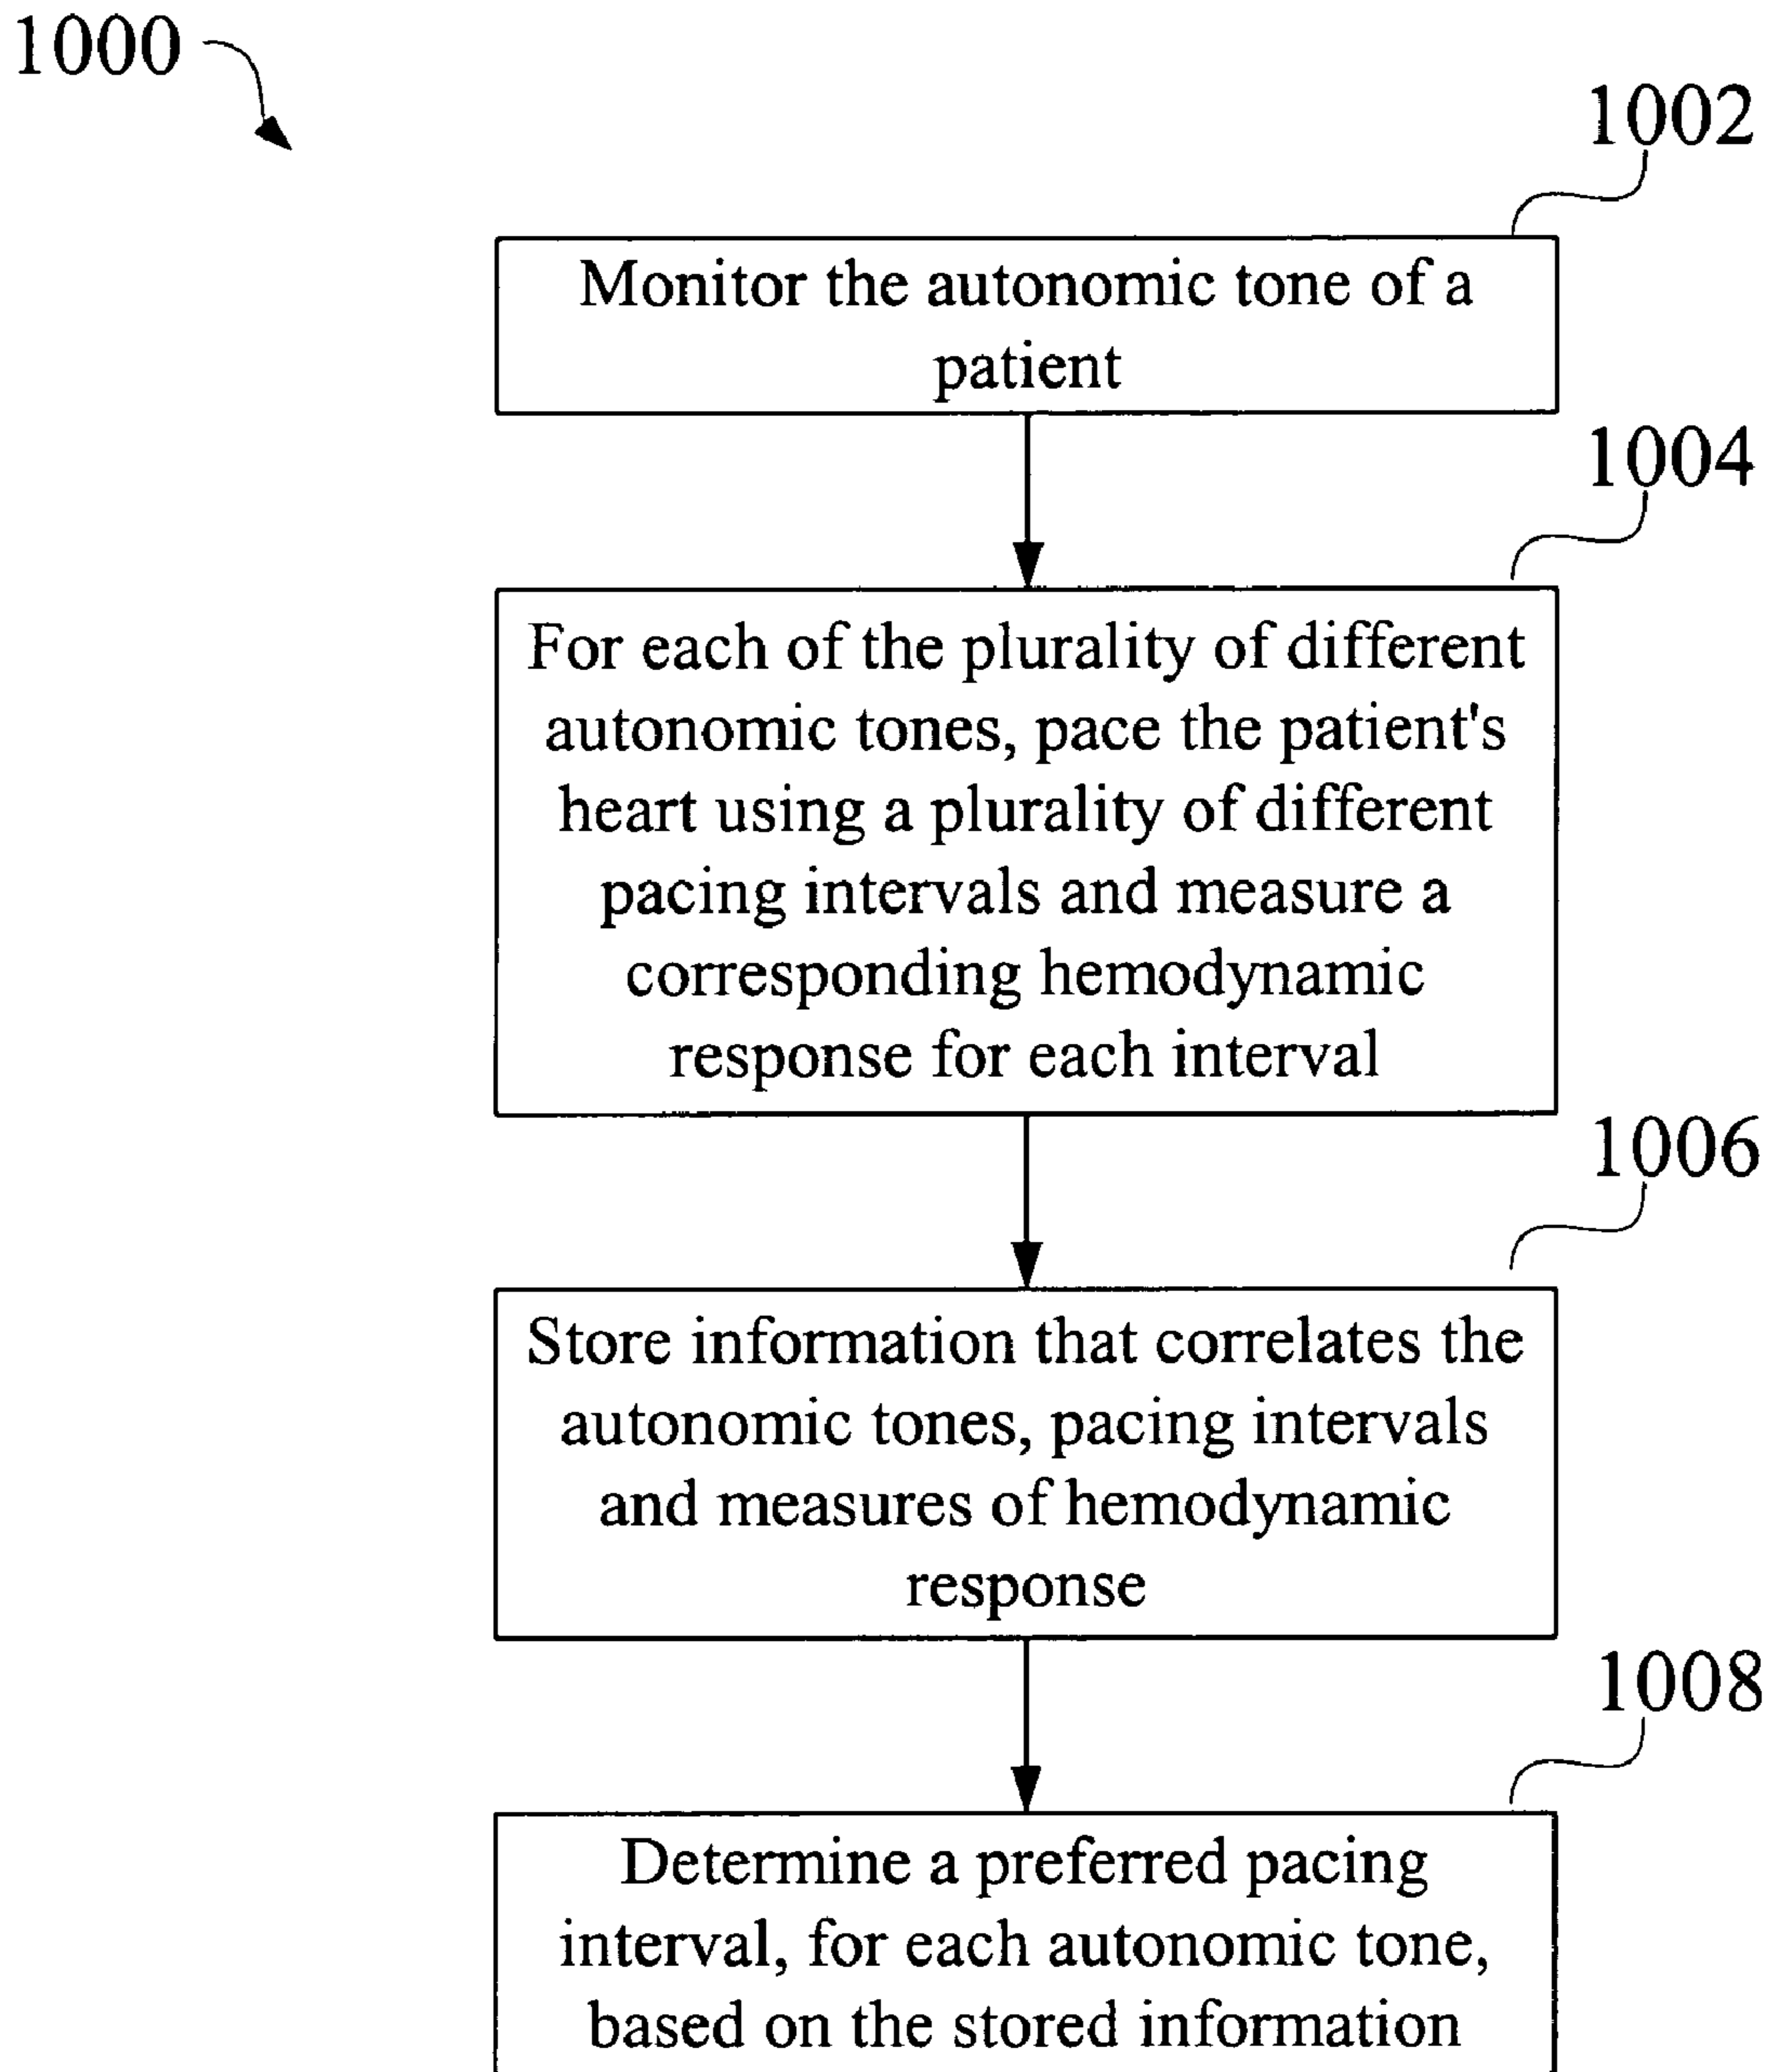 1000
1002
Monitor the autonomic tone of a
patient
1004
For each of the plurality of different
autonomic tones, pace the patient's
heart using a plurality of different
pacing intervals and measure a
corresponding hemodynamic
response for each interval
1006
Store information that correlates the
autonomic tones, pacing intervals
and measures of hemodynamic
response
1008
Determine a preferred pacing
interval, for each autonomic tone,
based on the stored information